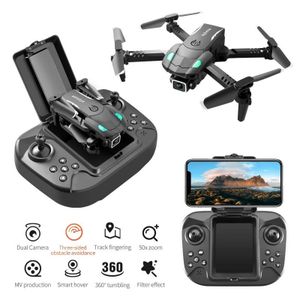 Dual Camera
Three-sided
obstacle avoidance
Track fingering
50x zoom
MV production
Smart hover
360
360° tumbling
Filter effect